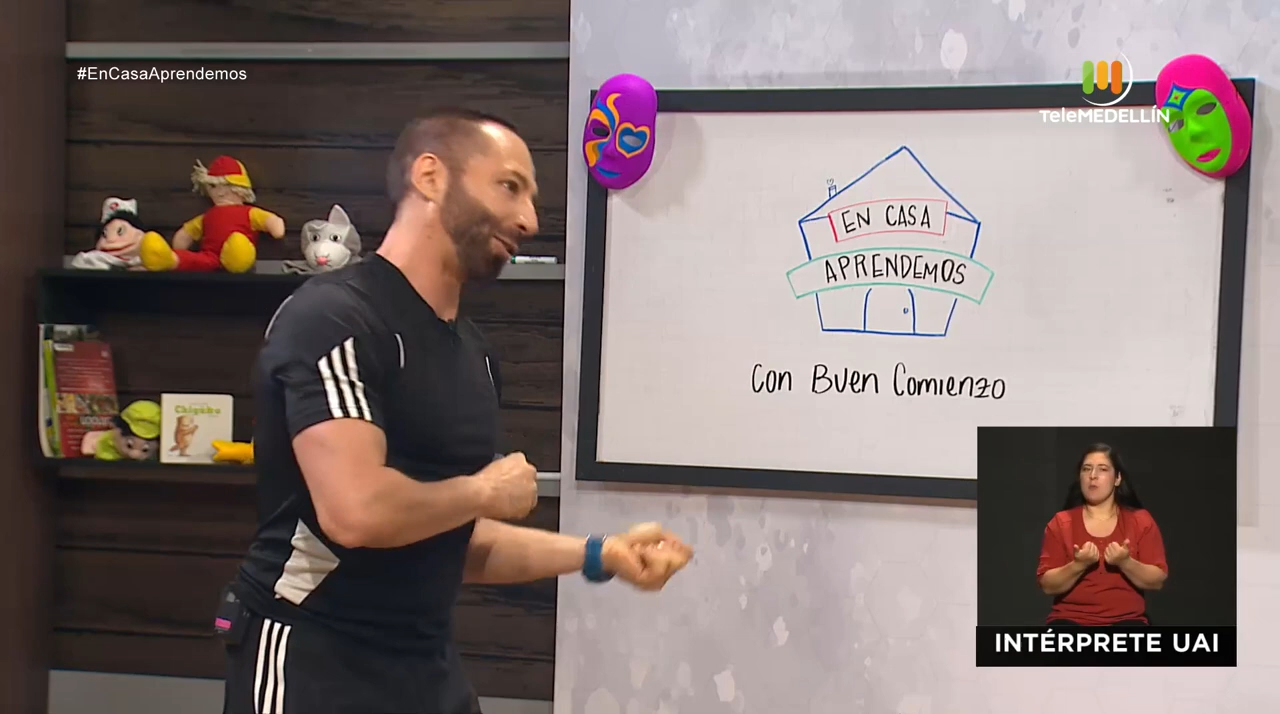 #EnCasaAprendemos
TeleMEDELLÍN
EN CASA
APRENDEMOS
Con Buen Comienzo
Chigüiro
INTÉRPRETE UAI